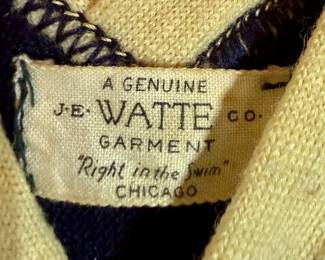 A GENUINE
J·E· WATTE CO.
GARMENT
"Right in the Swim"
CHICAGO